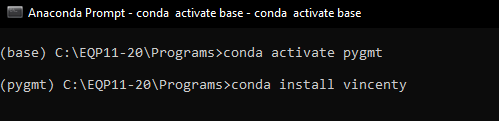 Anaconda Prompt - conda  activate base - conda  activate base
(base) C:\EQP11-20\Programs>conda activate pygmt
(pygmt) C:\EQP11-20\Programs>conda install vincenty